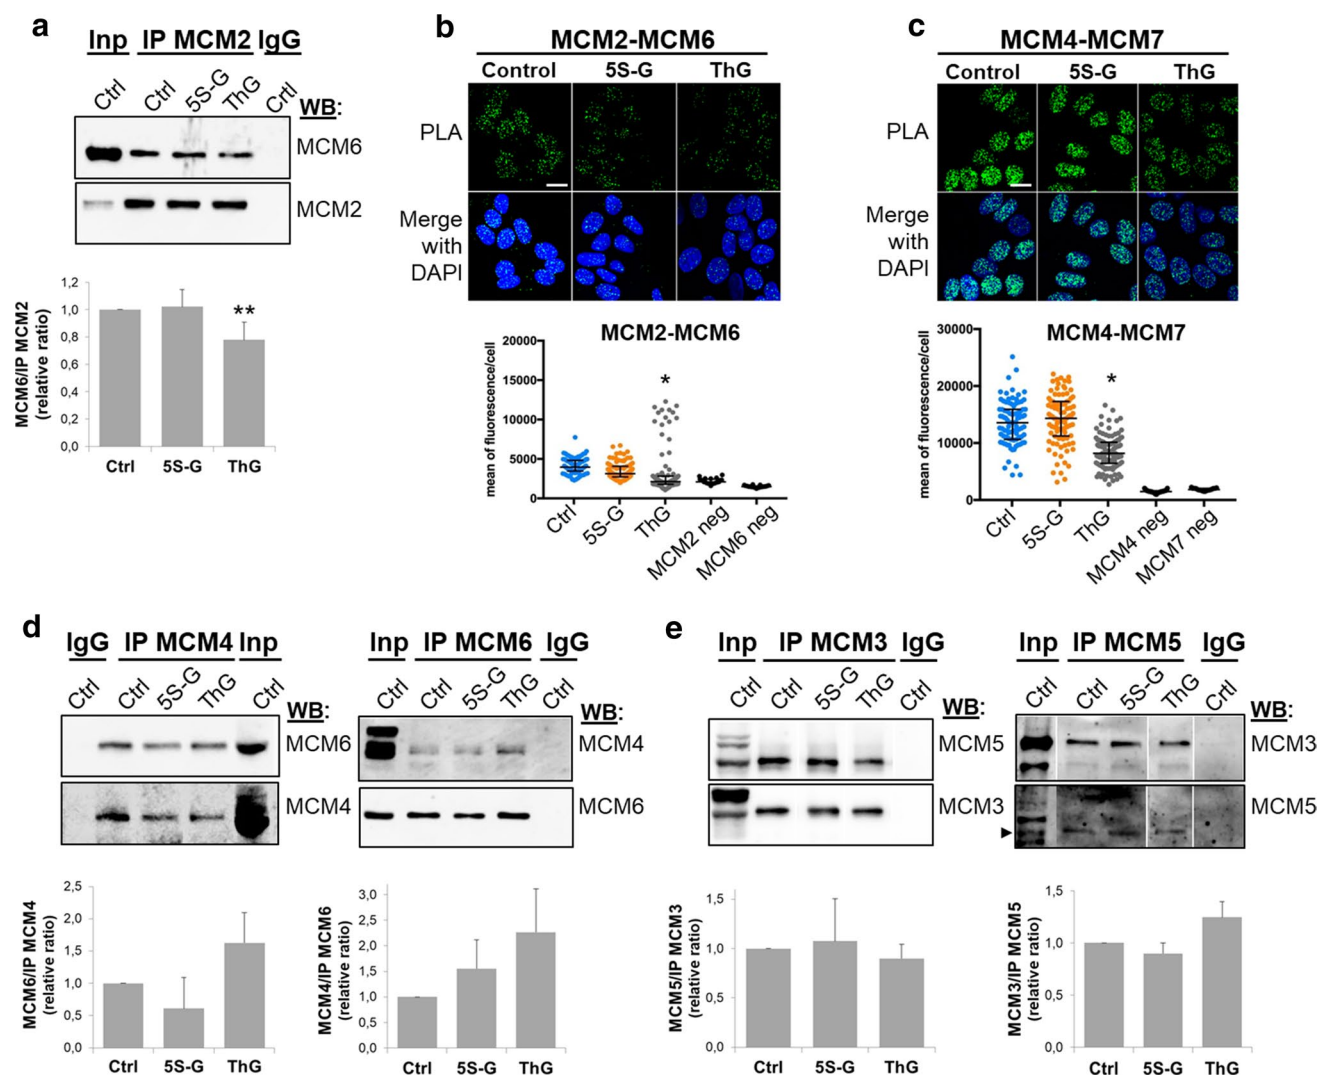 a
Inp IP MCM2 IgG
Ctrl Ctrl 5S-G ThG Crtl
WB:
MCM6
MCM2
MCM6/IP MCM2
(relative ratio)
1,2
1,0
0,8
0,6
0,4
0,2
0,0
**
Ctrl 5S-G ThG
b
MCM2-MCM6
Control 5S-G ThG
PLA
Merge
with
DAPI
MCM2-MCM6
mean of fluorescence/cell
20000
15000
10000
5000
0
*
Ctrl 5S-G ThG MCM2 neg MCM6 neg
c
MCM4-MCM7
Control 5S-G ThG
PLA
Merge
with
DAPI
MCM4-MCM7
mean of fluorescence/cell
30000
20000
10000
0
*
Ctrl 5S-G ThG MCM4 neg MCM7 neg
d
IgG IP MCM4 Inp
Ctrl Ctrl 5S-G ThG Ctrl
WB:
MCM6
MCM4
MCM6/IP MCM4
(relative ratio)
2,5
2,0
1,5
1,0
0,5
0,0
Ctrl 5S-G ThG
Inp IP MCM6 IgG
Ctrl Ctrl 5S-G ThG Ctrl
WB:
MCM4
MCM6
MCM4/IP MCM6
(relative ratio)
3,0
2,5
2,0
1,5
1,0
0,5
0,0
Ctrl 5S-G ThG
e
Inp IP MCM3 IgG
Ctrl Ctrl 5S-G ThG Ctrl
WB:
MCM5
MCM3
MCM5/IP MCM3
(relative ratio)
1,5
1,0
0,5
0,0
Ctrl 5S-G ThG
Inp IP MCM5 IgG
Ctrl Ctrl 5S-G ThG Crtl
WB:
MCM3
MCM5
MCM3/IP MCM5
(relative ratio)
1,5
1,0
0,5
0,0
Ctrl 5S-G ThG